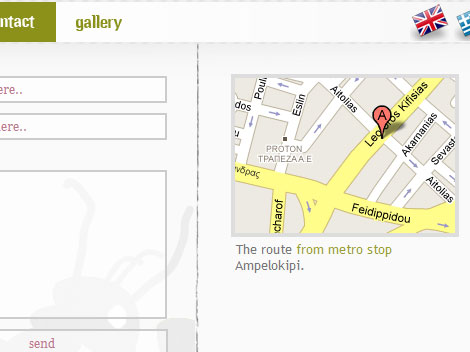 ntact
gallery
ere..
ere..
send
Poul
Eslin
Aitolias
dos
Leoforos Kifisias
A
Akarnanias
Sevast
PROTON
ΤΡΑΠΕΖΑ Α.Ε
Aitolias
νδρας
charof
Feidippidou
The route from metro stop
Ampelokipi.